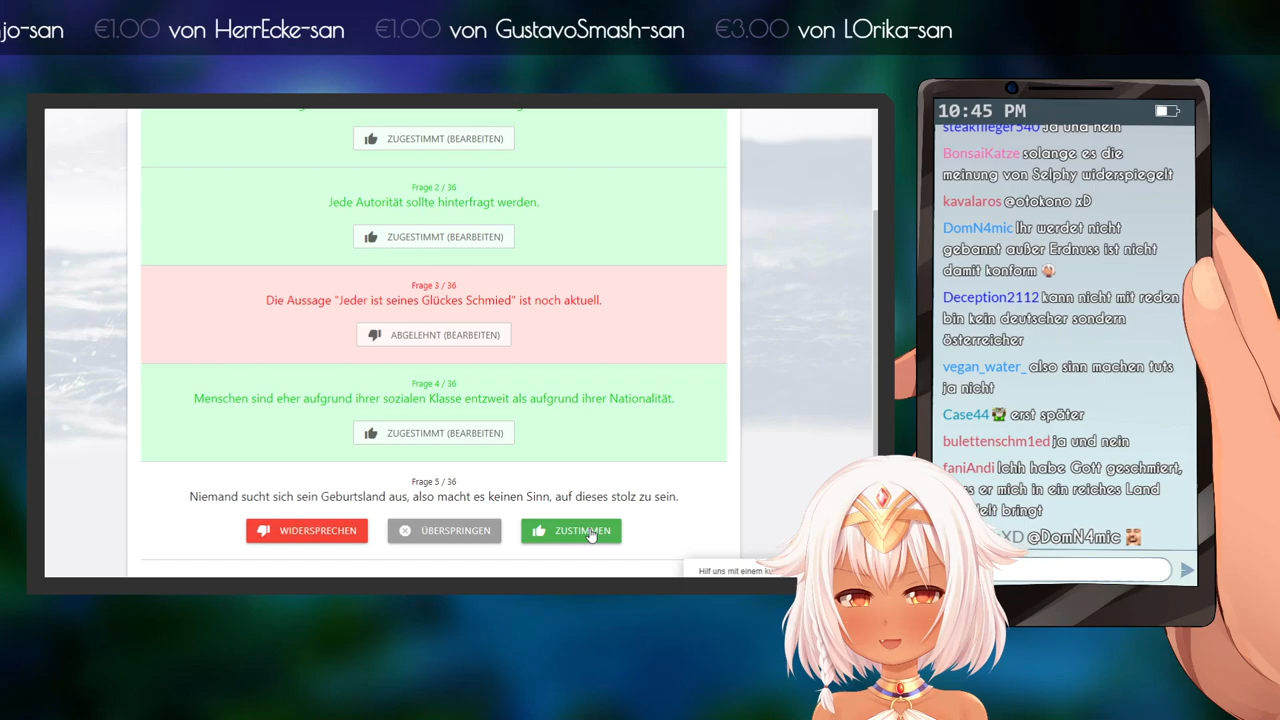 jo-san €1.00 von HerrEcke-san €1.00 von GustavoSmash-san €3.00 von LOrika-san
ZUGESTIMMT (BEARBEITEN)
Frage 2 / 36
Jede Autorität sollte hinterfragt werden.
ZUGESTIMMT (BEARBEITEN)
Frage 3 / 36
Die Aussage "Jeder ist seines Glückes Schmied" ist noch aktuell.
ABGELEHNT (BEARBEITEN)
Frage 4 / 36
Menschen sind eher aufgrund ihrer sozialen Klasse entzweit als aufgrund ihrer Nationalität.
ZUGESTIMMT (BEARBEITEN)
Frage 5 / 36
Niemand sucht sich sein Geburtsland aus, also macht es keinen Sinn, auf dieses stolz zu sein.
WIDERSPRECHEN ÜBERSPRINGEN ZUSTIMMEN
Hilf uns mit einem
10:45 PM
steakflieger540 Ja und nein
BonsaiKatze solange es die
meinung von Selphy widerspiegelt
kavalaros @otokono xD
DomN4mic Ihr werdet nicht
gebannt außer Erdnuss ist nicht
damit konform
Deception2112 kann nicht mit reden
bin kein deutscher sondern
österreicher
vegan_water_ also sinn machen tuts
ja nicht
Case44 erst später
bulettenschm1ed ja und nein
faniAndi Ichh habe Gott geschmiert,
er mich in ein reiches Land
bringt
XD @DomN4mic